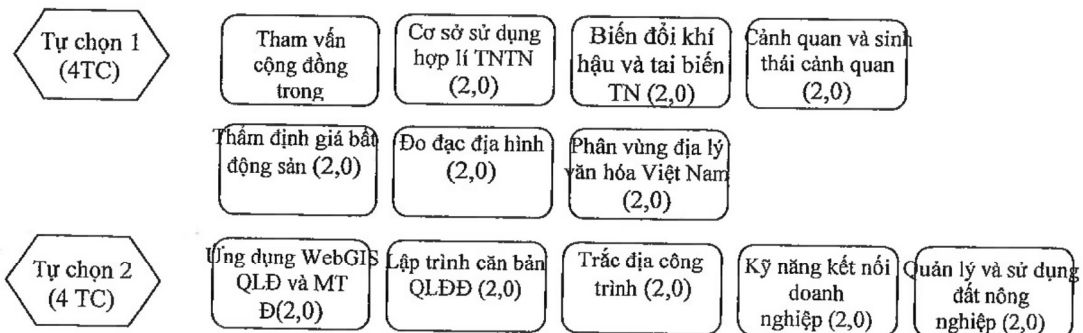 Tự chọn 1
(4TC)
Tham vấn
cộng đồng
trong
Cơ sở sử dụng
hợp lí TNTN
(2,0)
Biến đổi khí
hậu và tai biến
TN (2,0)
Cảnh quan và sinh
thái cảnh quan
(2,0)
Thẩm định giá bất
động sản (2,0)
Đo đạc địa hình
(2,0)
Phân vùng địa lý
văn hóa Việt Nam
(2,0)
Tự chọn 2
(4 TC)
Ứng dụng WebGIS
QLĐ và MT
Đ(2,0)
Lập trình căn bản
QLĐĐ (2,0)
Trắc địa công
trình (2,0)
Kỹ năng kết nối
doanh
nghiệp (2,0)
Quản lý và sử dụng
đất nông
nghiệp (2,0)